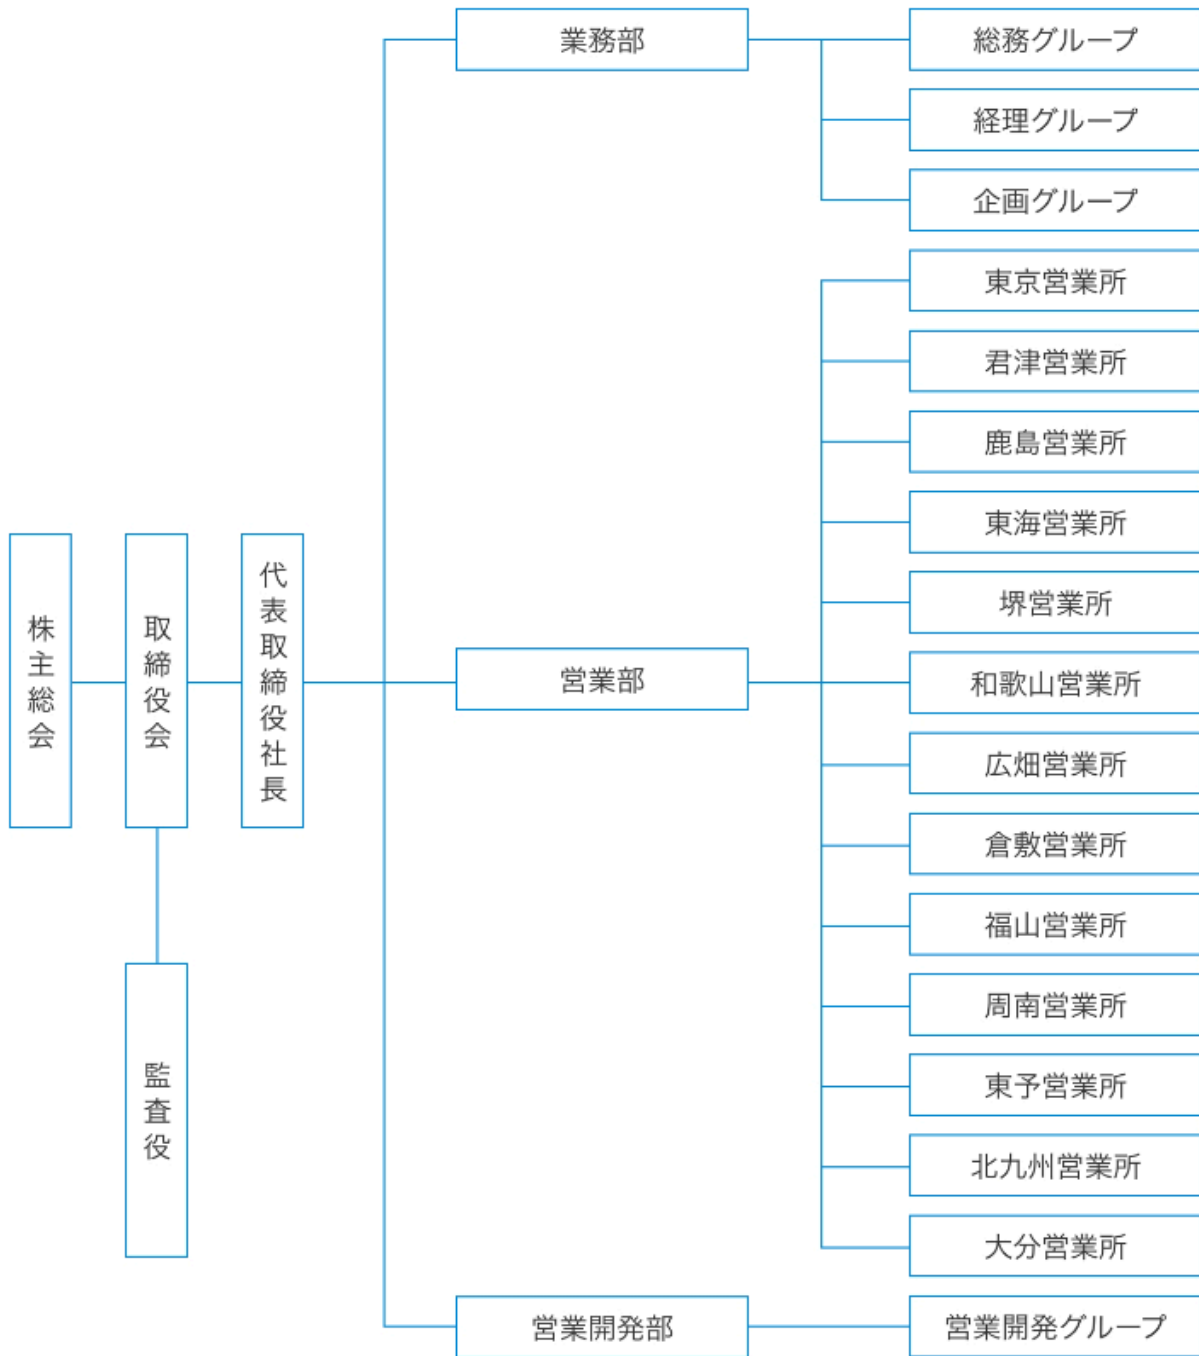 株主総会
取締役会
監査役
代表取締役社長
業務部
総務グループ
経理グループ
企画グループ
営業部
東京営業所
君津営業所
鹿島営業所
東海営業所
堺営業所
和歌山営業所
広畑営業所
倉敷営業所
福山営業所
周南営業所
東予営業所
北九州営業所
大分営業所
営業開発部
営業開発グループ